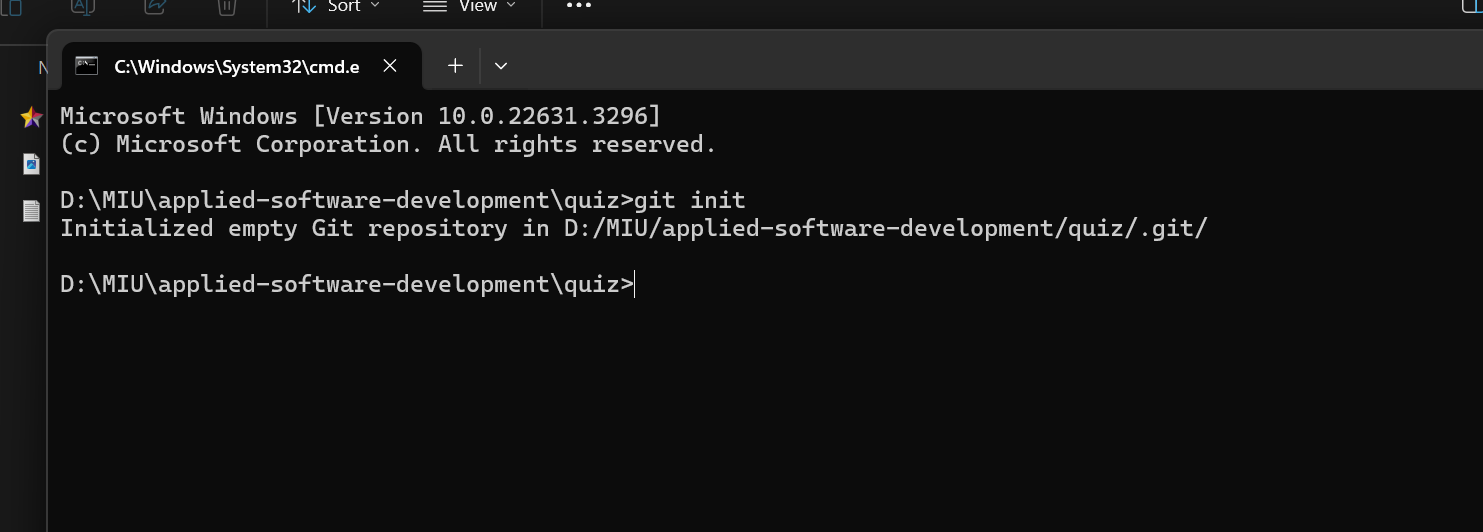 Sort
View
C:\Windows\System32\cmd.e
Microsoft Windows [Version 10.0.22631.3296]
(c) Microsoft Corporation. All rights reserved.
D:\MIU\applied-software-development\quiz>git init
Initialized empty Git repository in D:/MIU/applied-software-development/quiz/.git/
D:\MIU\applied-software-development\quiz>